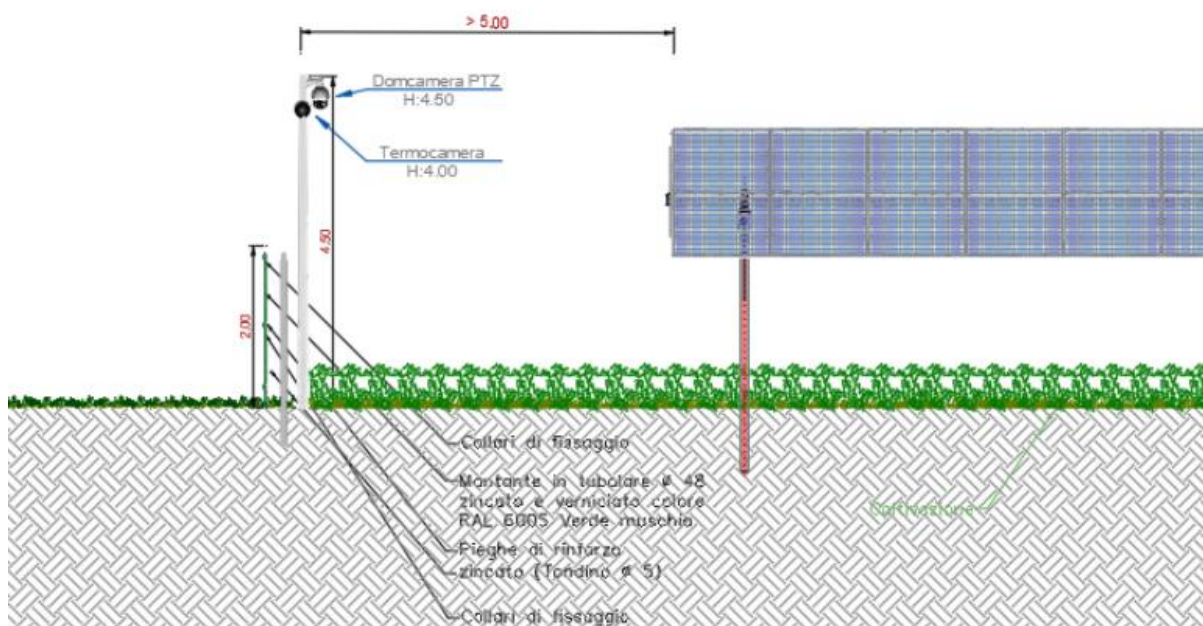 > 5.00
Domcamera PTZ
H:4.50
Termocamera
H:4.00
4.50
2.00
Collari di fissaggio
Montante in tubolare ∅ 48
zincato e verniciato colore
RAL 6005 Verde muschio
Pieghe di rinforzo
zincato (Tondino ∅ 5)
Collari di fissaggio
Coltivazione